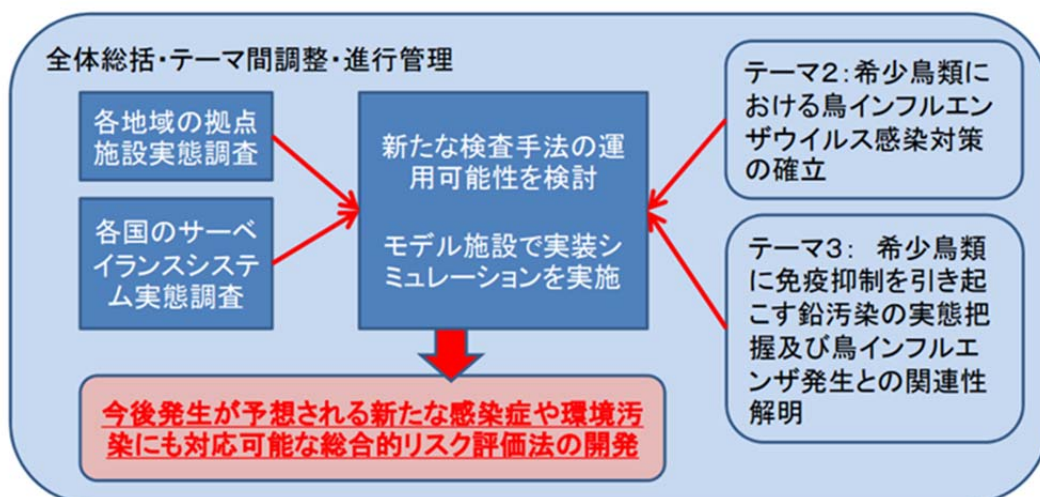 全体総括・テーマ間調整・進行管理
各地域の拠点
施設実態調査
各国のサーベ
イランスシステ
ム実態調査
新たな検査手法の運
用可能性を検討
モデル施設で実装シ
ミュレーションを実施
テーマ2：希少鳥類に
おける鳥インフルエン
ザウイルス感染対策
の確立
テーマ3： 希少鳥類
に免疫抑制を引き起
こす鉛汚染の実態把
握及び鳥インフルエ
ンザ発生との関連性
解明
今後発生が予想される新たな感染症や環境汚
染にも対応可能な総合的リスク評価法の開発